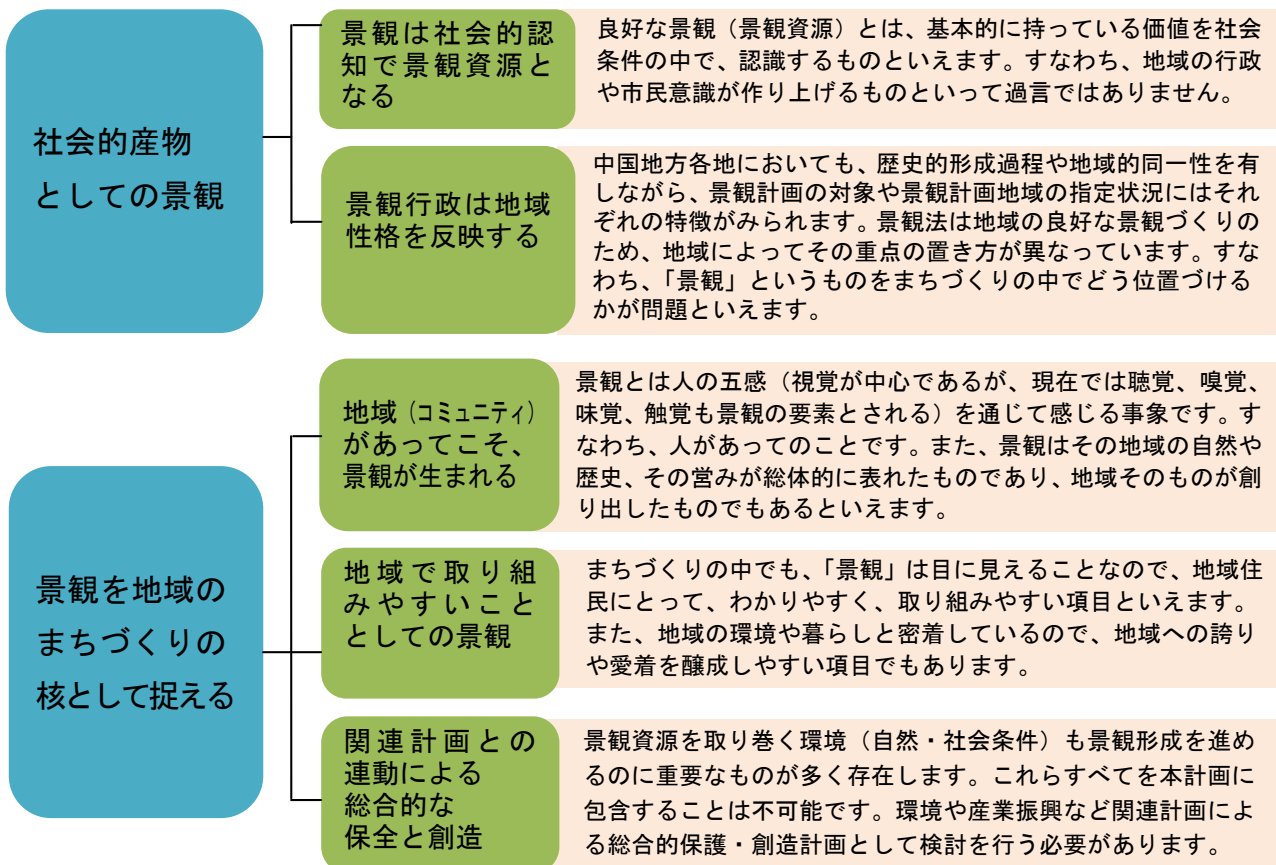 社会的産物
としての景観
景観は社会的認
知で景観資源と
なる
良好な景観（景観資源）とは、基本的に持っている価値を社会
条件の中で、認識するものといえます。すなわち、地域の行政
や市民意識が作り上げるものといって過言ではありません。
景観行政は地域
性格を反映する
中国地方各地においても、歴史的形成過程や地域的同一性を有
しながら、景観計画の対象や景観計画地域の指定状況にはそれ
ぞれの特徴がみられます。景観法は地域の良好な景観づくりの
ため、地域によってその重点の置き方が異なっています。すな
わち、「景観」というものをまちづくりの中でどう位置づける
かが問題といえます。
景観を地域の
まちづくりの
核として捉える
地域（コミュニティ）
があってこそ、
景観が生まれる
景観とは人の五感（視覚が中心であるが、現在では聴覚、嗅覚、
味覚、触覚も景観の要素とされる）を通じて感じる事象です。す
なわち、人があってのことです。また、景観はその地域の自然や
歴史、その営みが総体的に表れたものであり、地域そのものが創
り出したものでもあるといえます。
地域で取り組
みやすいこと
としての景観
まちづくりの中でも、「景観」は目に見えることなので、地域住
民にとって、わかりやすく、取り組みやすい項目といえます。
また、地域の環境や暮らしと密着しているので、地域への誇り
や愛着を醸成しやすい項目でもあります。
関連計画との
連動による
総合的な
保全と創造
景観資源を取り巻く環境（自然・社会条件）も景観形成を進め
るのに重要なものが多く存在します。これらすべてを本計画に
包含することは不可能です。環境や産業振興など関連計画によ
る総合的保護・創造計画として検討を行う必要があります。